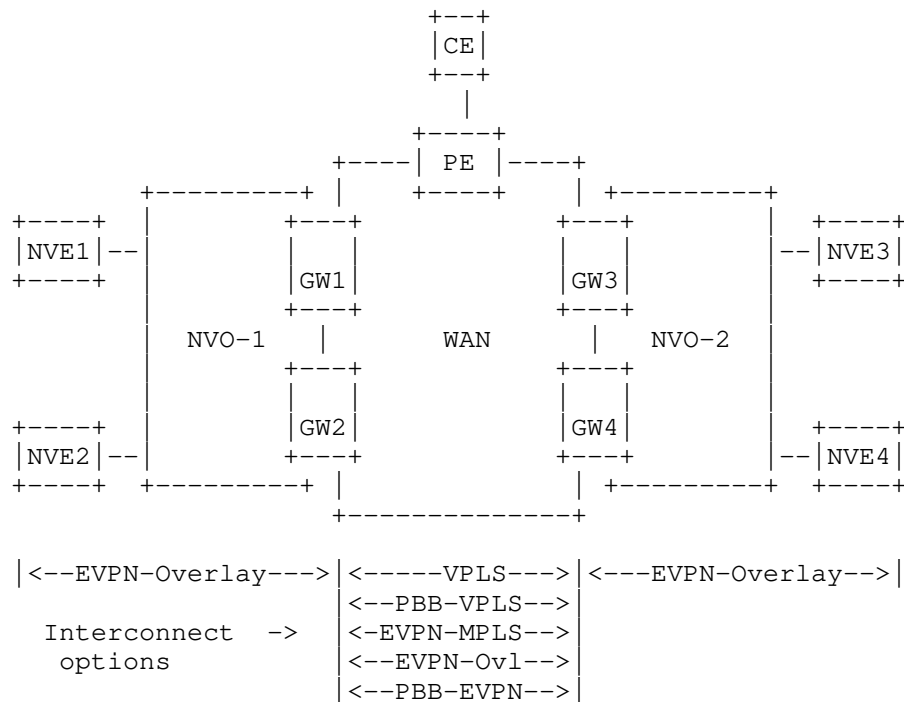 CE
PE
NVE1 GW1 GW3 NVE3
NVO-1 WAN NVO-2
NVE2 GW2 GW4 NVE4
|<--EVPN-Overlay--->|<-----VPLS--->|<--EVPN-Overlay-->|
|<--PBB-VPLS-->|
Interconnect -> |<-EVPN-MPLS-->|
options |<--EVPN-Ovl-->|
|<--PBB-EVPN-->|